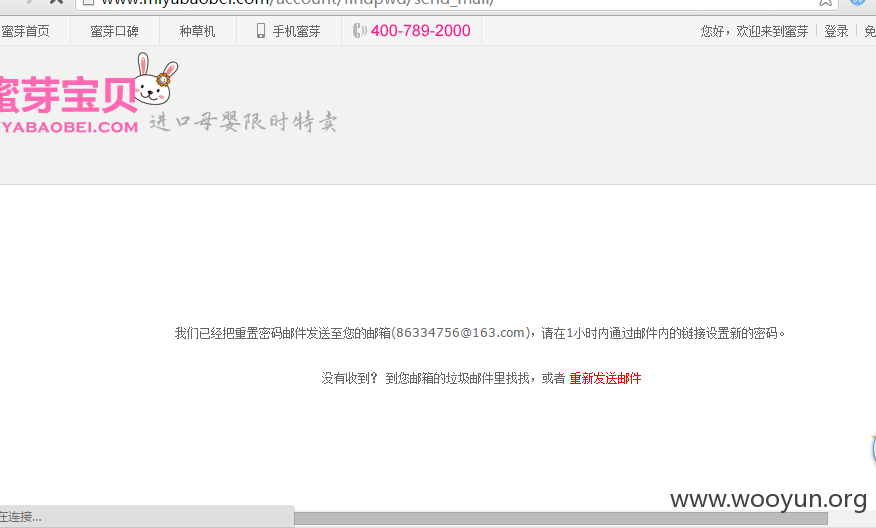 www.miyabaobei.com/account/findpwd/send_mail/
蜜芽首页 蜜芽口碑 种草机 手机蜜芽 400-789-2000 您好，欢迎来到蜜芽 登录 免
蜜芽宝贝
YABAOBEI.COM 进口母婴限时特卖
我们已经把重置密码邮件发送至您的邮箱(86334756@163.com)，请在1小时内通过邮件内的链接设置新的密码。
没有收到？ 到您邮箱的垃圾邮件里找找，或者 重新发送邮件
www.wooyun.org
在连接...